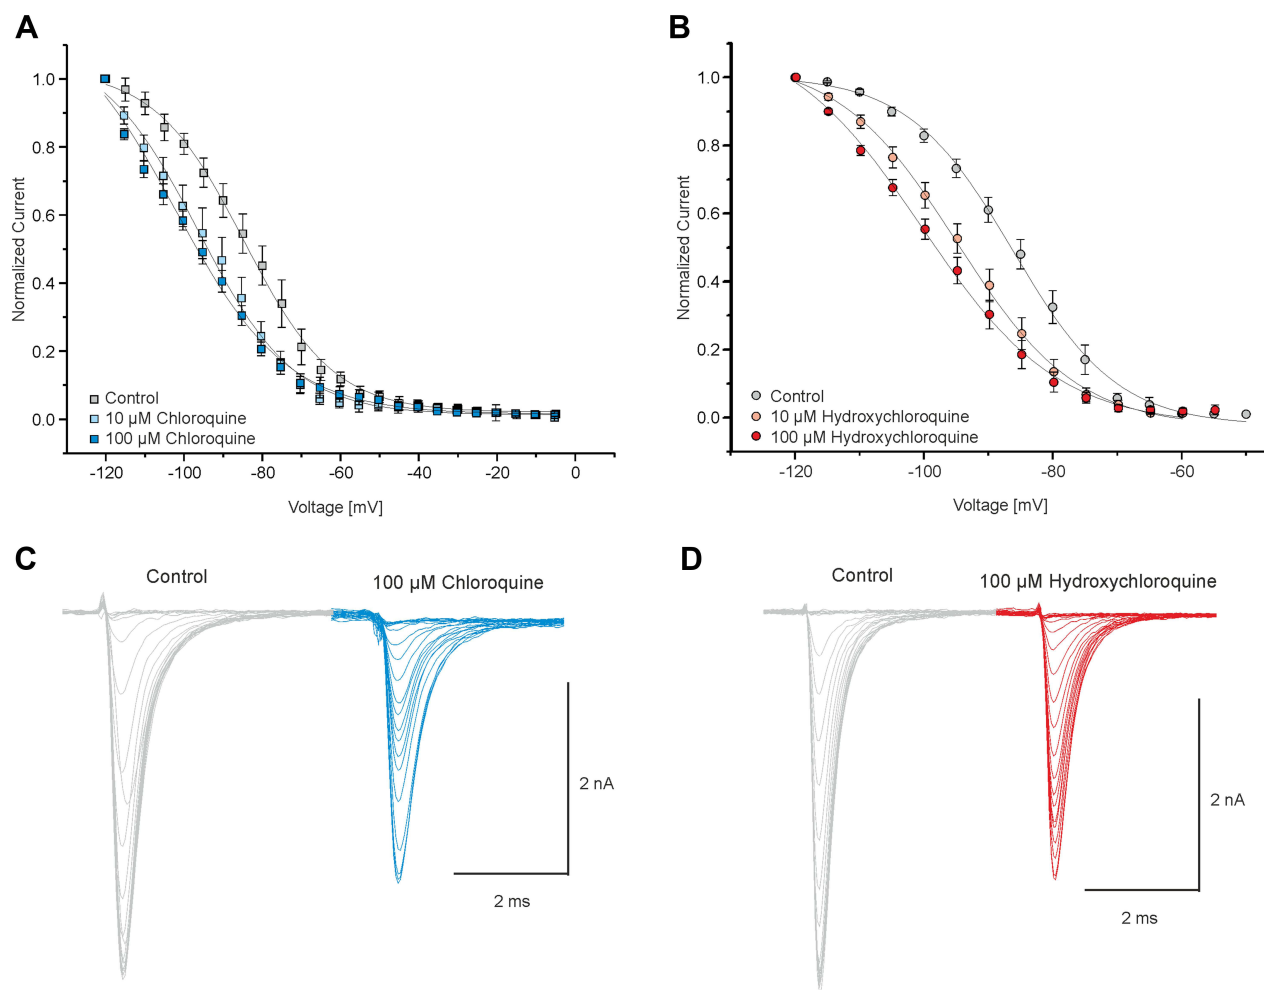 A
Normalized Current
1.0
0.8
0.6
0.4
0.2
0.0
Control
10 µM Chloroquine
100 µM Chloroquine
-120
-100
-80
-60
-40
-20
0
Voltage [mV]
B
Normalized Current
1.0
0.8
0.6
0.4
0.2
0.0
Control
10 µM Hydroxychloroquine
100 µM Hydroxychloroquine
-120
-100
-80
-60
Voltage [mV]
C
Control
100 µM Chloroquine
2 nA
2 ms
D
Control
100 µM Hydroxychloroquine
2 nA
2 ms